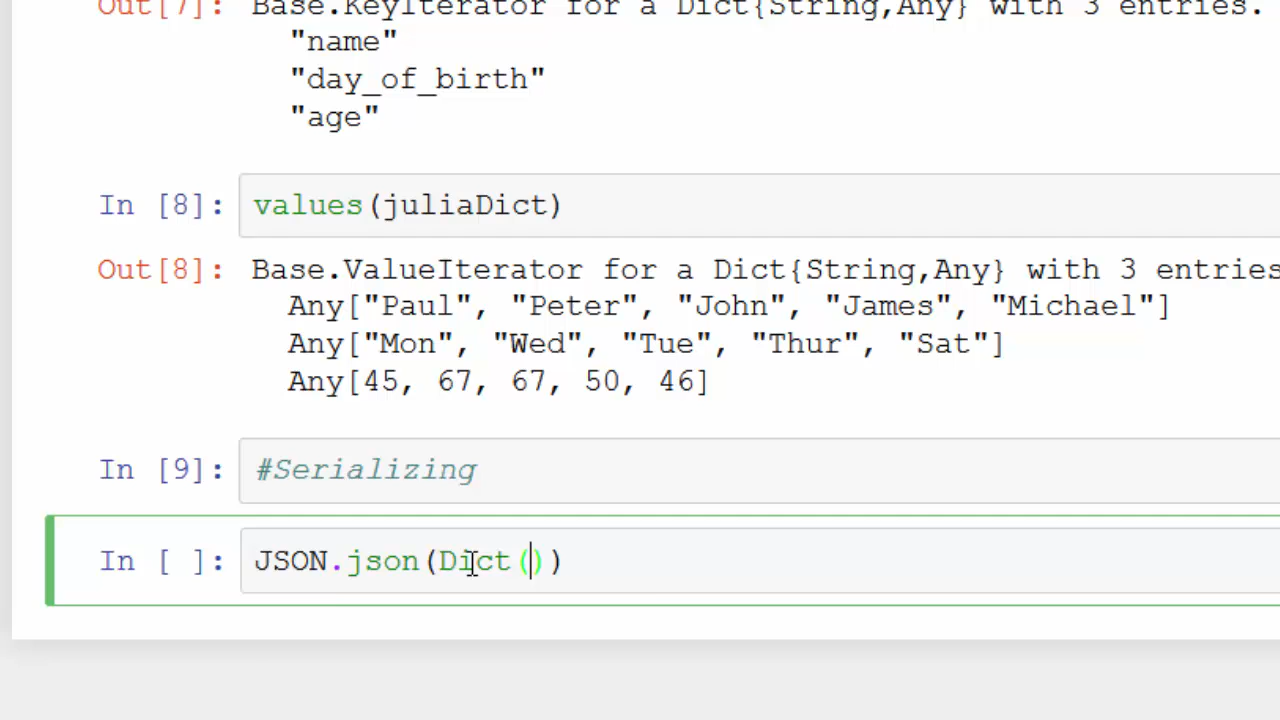 Out[7]: Base.KeyIterator for a Dict{String,Any} with 3 entries.
"name"
"day_of_birth"
"age"
In [8]: values(juliaDict)
Out[8]: Base.ValueIterator for a Dict{String,Any} with 3 entries
Any["Paul", "Peter", "John", "James", "Michael"]
Any["Mon", "Wed", "Tue", "Thur", "Sat"]
Any[45, 67, 67, 50, 46]
In [9]: #Serializing
In [ ]: JSON.json(Dict())